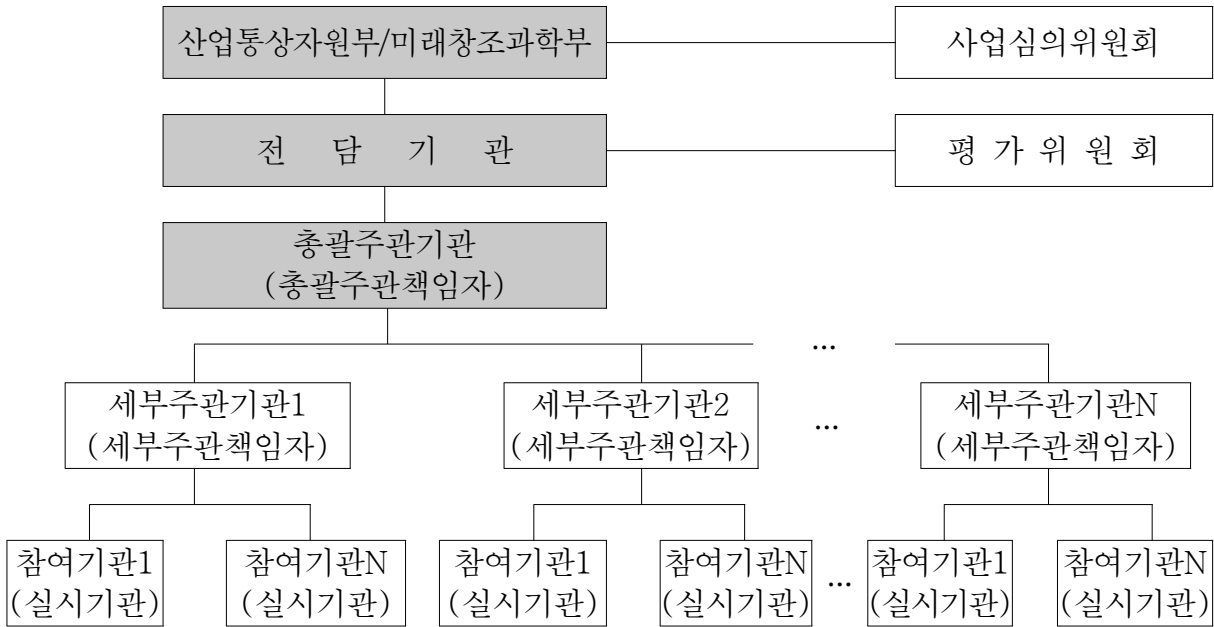 산업통상자원부/미래창조과학부
사업심의위원회
전 담 기 관
평 가 위 원 회
총괄주관기관
(총괄주관책임자)
...
세부주관기관1
(세부주관책임자)
세부주관기관2
(세부주관책임자)
...
세부주관기관N
(세부주관책임자)
참여기관1
(실시기관)
참여기관N
(실시기관)
참여기관1
(실시기관)
참여기관N
(실시기관)
...
참여기관1
(실시기관)
참여기관N
(실시기관)